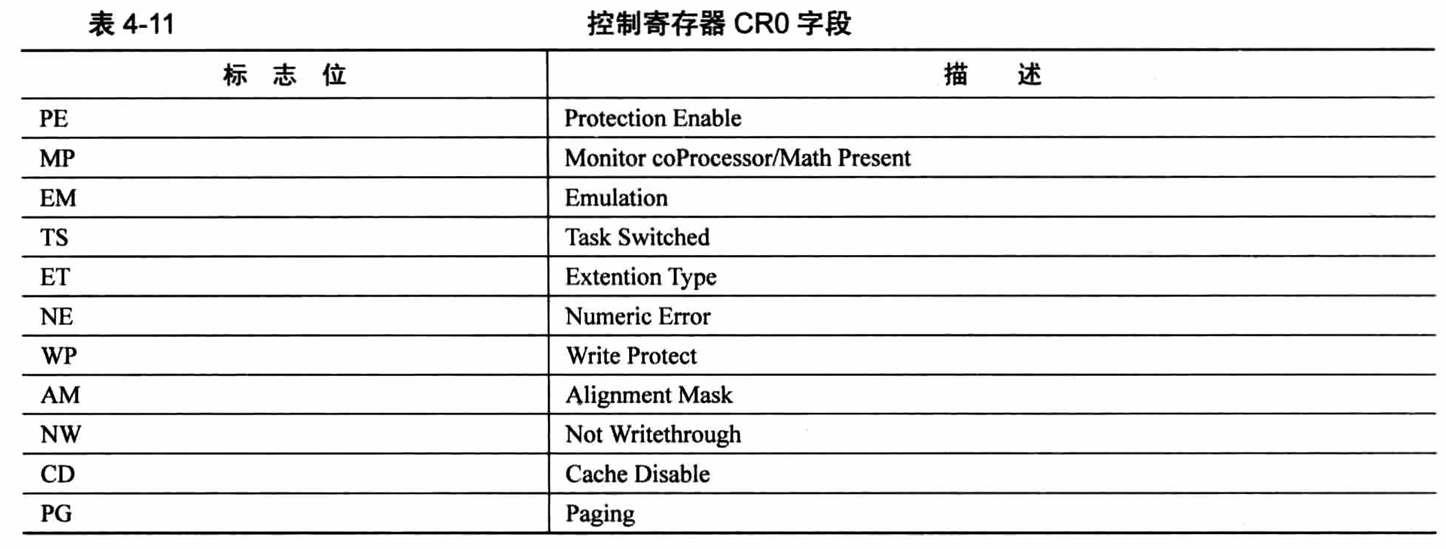 表 4-11 控制寄存器 CR0 字段
标 志 位 描 述
PE Protection Enable
MP Monitor coProcessor/Math Present
EM Emulation
TS Task Switched
ET Extention Type
NE Numeric Error
WP Write Protect
AM Alignment Mask
NW Not Writethrough
CD Cache Disable
PG Paging